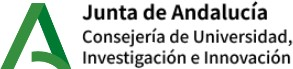 Junta de Andalucía
Consejería de Universidad,
Investigación e Innovación